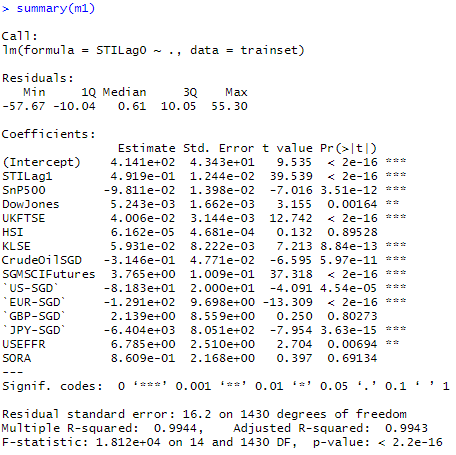 > summary(m1)
Call:
lm(formula = STILag0 ~ ., data = trainset)
Residuals:
   Min     1Q Median     3Q    Max
-57.67 -10.04   0.61  10.05  55.30
Coefficients:
               Estimate Std. Error t value Pr(>|t|)
(Intercept)   4.141e+02  4.343e+01   9.535  < 2e-16 ***
STILag1       4.919e-01  1.244e-02  39.539  < 2e-16 ***
SnP500       -9.811e-02  1.398e-02  -7.016 3.51e-12 ***
DowJones      5.243e-03  1.662e-03   3.155  0.00164 **
UKFTSE        4.006e-02  3.144e-03  12.742  < 2e-16 ***
HSI           6.162e-05  4.681e-04   0.132  0.89528
KLSE          5.931e-02  8.222e-03   7.213 8.84e-13 ***
CrudeOilSGD  -3.146e-01  4.771e-02  -6.595 5.97e-11 ***
SGMSCIFutures 3.765e+00  1.009e-01  37.318  < 2e-16 ***
`US-SGD`     -8.183e+01  2.000e+01  -4.091 4.54e-05 ***
`EUR-SGD`    -1.291e+02  9.698e+00 -13.309  < 2e-16 ***
`GBP-SGD`     2.139e+00  8.559e+00   0.250  0.80273
`JPY-SGD`    -6.404e+03  8.051e+02  -7.954 3.63e-15 ***
USEFFR        6.785e+00  2.510e+00   2.704  0.00694 **
SORA          8.609e-01  2.168e+00   0.397  0.69134
---
Signif. codes:  0 ‘***’ 0.001 ‘**’ 0.01 ‘*’ 0.05 ‘.’ 0.1 ‘ ’ 1
Residual standard error: 16.2 on 1430 degrees of freedom
Multiple R-squared:  0.9944,    Adjusted R-squared:  0.9943
F-statistic: 1.812e+04 on 14 and 1430 DF,  p-value: < 2.2e-16